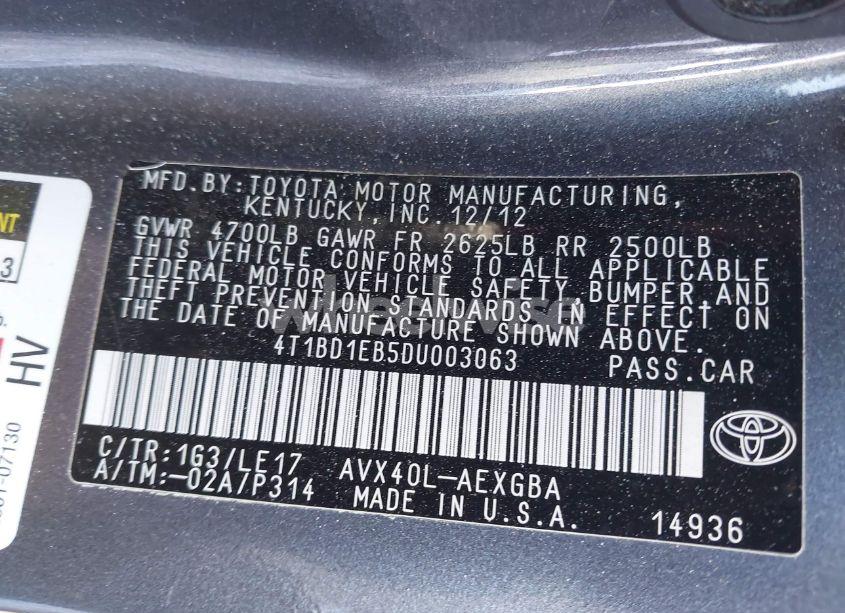 MFD.BY:TOYOTA MOTOR MANUFACTURING,
KENTUCKY,INC. 12/12
GVWR 4700LB GAWR FR 2625LB RR 2500LB
THIS VEHICLE CONFORMS TO ALL APPLICABLE
FEDERAL MOTOR VEHICLE SAFETY,BUMPER,AND
THEFT PREVENTION STANDARDS IN EFFECT ON
THE DATE OF MANUFACTURE SHOWN ABOVE.
4T1BD1EB5DU003063 PASS.CAR
C/TR:1G3/LE17 AVX40L-AEXGBA
A/TM:-02A/P314 MADE IN U.S.A. 14936
3
HV
07130